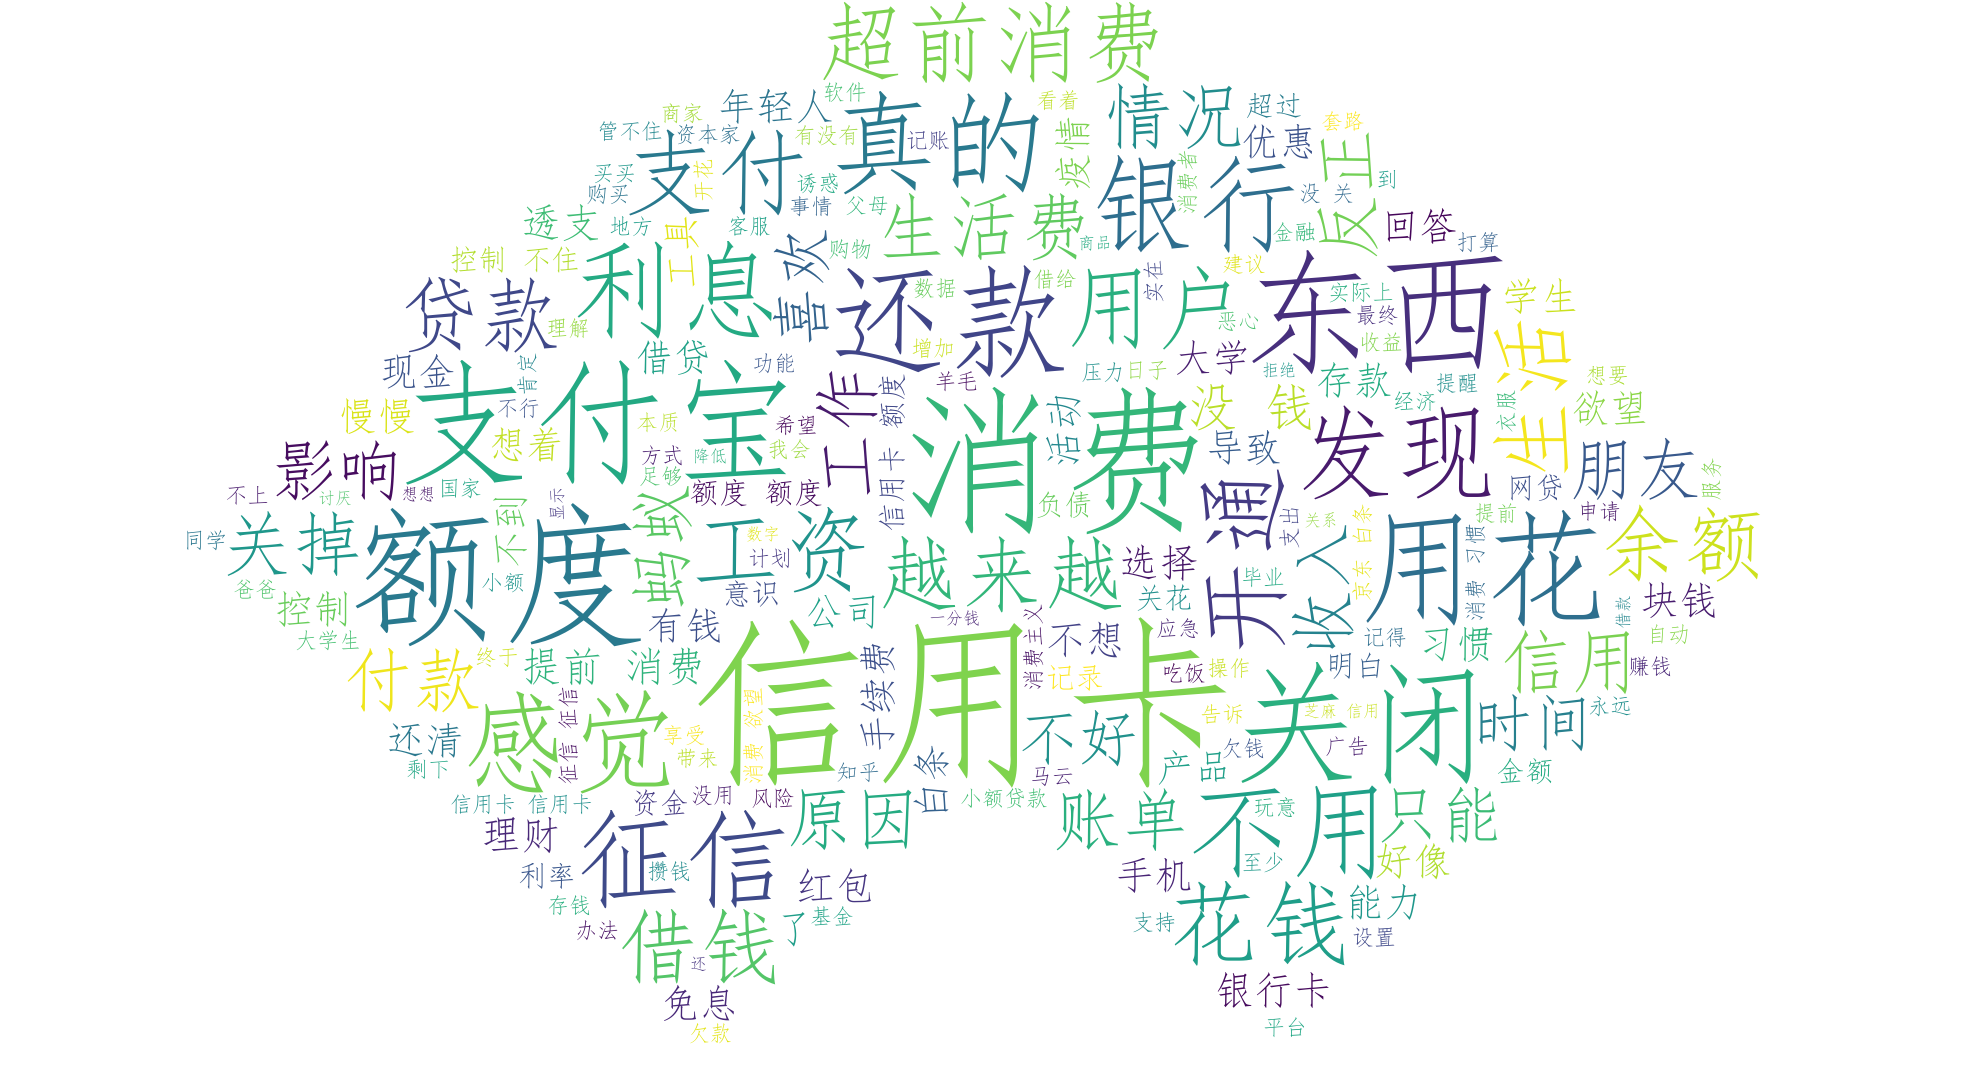 超前消费
年轻人
软件
真的
看着
情况
超过
商家
管不住
资本家
支付
有没有
记账
疫情
银行
优惠
套路
反正
买买
购买
开花
诱惑
事情
父母
生活费
消费者
没 关
到
透支
地方
工具
客服
喜欢
购物
商品
金融
回答
打算
控制 不住
利息
还款
数据
借给
用户
实在
建议
东西
实际上
学生
贷款
理解
增加
恶心
最终
收益
生活
现金
肯定
借贷
功能
工作
额度
羊毛
压力
日子
大学
拒绝
存款
提醒
想要
慢慢
不行
支付宝
本质
希望
消费
活动
没 钱
发现
经济
衣服
欲望
影响
想着
方式
降低
我会
信用卡
导致
网贷
朋友
服务
不上
讨厌
想想
国家
不到
显示
足够
额度 额度
负债
开通
支出
关系
提前
申请
同学
关掉
额度
蚂蚁
工资
数字
计划
越来越
选择
收入
京东 白条
用花
消费 习惯
余额
爸爸
控制
小额
意识
关花
毕业
借款
块钱
大学生
有钱
公司
一分钱
消费主义
不想
应急
记得
习惯
信用
自动
付款
终于
提前 消费
信用卡
手续费
记录
吃饭
操作
关闭
明白
赚钱
还清
感觉
征信 征信
享受
消费 欲望
不好
告诉
芝麻 信用
时间
永远
剩下
带来
知乎
白条
马云
产品
欠钱
广告
金额
信用卡 信用卡
资金
没用
风险
原因
小额贷款
账单
不用
玩意
只能
理财
征信
利率
攒钱
红包
手机
至少
好像
存钱
办法
借钱
了
基金
支持
花钱
能力
设置
还
免息
银行卡
欠款
平台